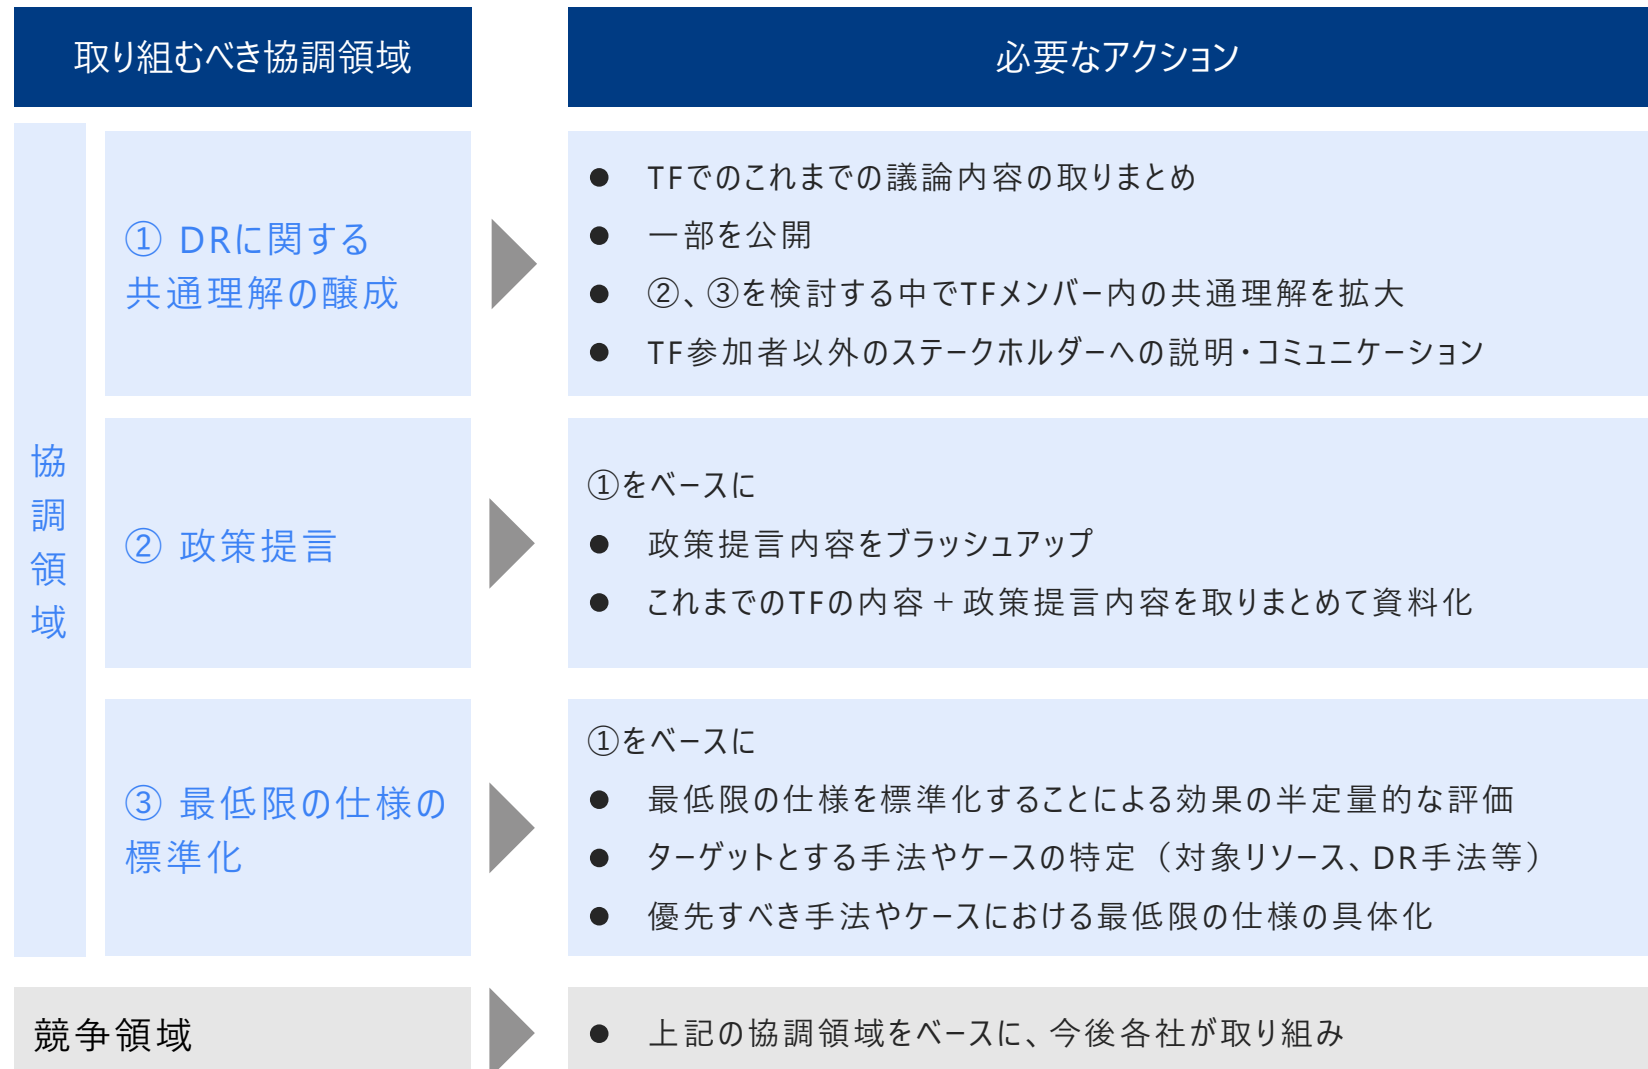 取り組むべき協調領域
必要なアクション
協調領域
① DRに関する
共通理解の醸成
● TFでのこれまでの議論内容の取りまとめ
● 一部を公開
● ②、③を検討する中でTFメンバー内の共通理解を拡大
● TF参加者以外のステークホルダーへの説明・コミュニケーション
② 政策提言
①をベースに
● 政策提言内容をブラッシュアップ
● これまでのTFの内容+政策提言内容を取りまとめて資料化
③ 最低限の仕様の
標準化
①をベースに
● 最低限の仕様を標準化することによる効果の半定量的な評価
● ターゲットとする手法やケースの特定（対象リソース、DR手法等）
● 優先すべき手法やケースにおける最低限の仕様の具体化
競争領域
● 上記の協調領域をベースに、今後各社が取り組み